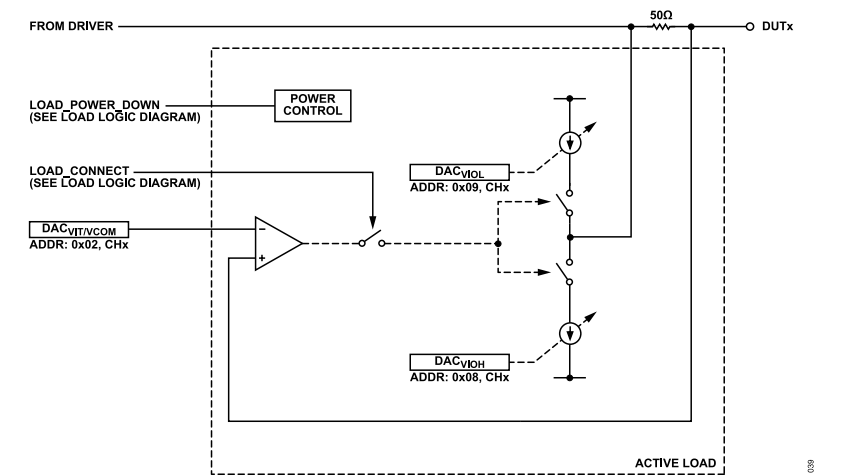 50Ω
FROM DRIVER
DUTx
LOAD_POWER_DOWN
(SEE LOAD LOGIC DIAGRAM)
POWER
CONTROL
LOAD_CONNECT
(SEE LOAD LOGIC DIAGRAM)
DACVIOL
ADDR: 0x09, CHx
DACVIT/VCOM
ADDR: 0x02, CHx
–
+
DACVIOH
ADDR: 0x08, CHx
ACTIVE LOAD
039